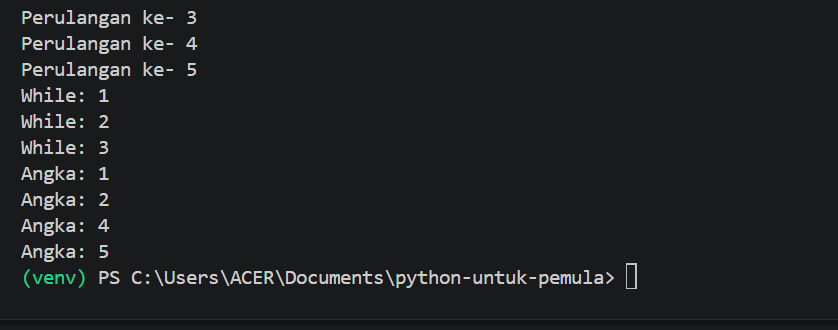 Perulangan ke- 3
Perulangan ke- 4
Perulangan ke- 5
While: 1
While: 2
While: 3
Angka: 1
Angka: 2
Angka: 4
Angka: 5
(venv) PS C:\Users\ACER\Documents\python-untuk-pemula>